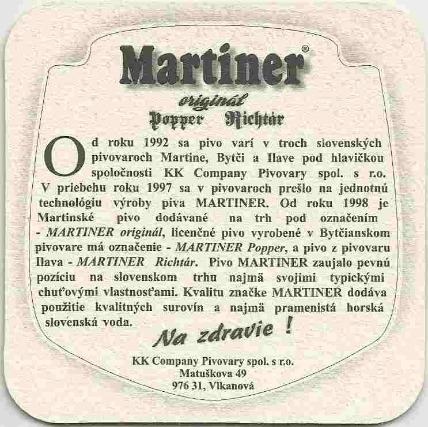 Martiner®
originál
Popper Richtár
Od roku 1992 sa pivo varí v troch slovenských
pivovaroch Martine, Bytči a Ilave pod hlavičkou
spoločnosti KK Company Pivovary spol. s r.o.
V priebehu roku 1997 sa v pivovaroch prešlo na jednotnú
technológiu výroby piva MARTINER. Od roku 1998 je
Martinské pivo dodávané na trh pod označením
- MARTINER originál, licenčné pivo vyrobené v Bytčianskom
pivovare má označenie - MARTINER Popper, a pivo z pivovaru
Ilava - MARTINER Richtár. Pivo MARTINER zaujalo pevnú
pozíciu na slovenskom trhu najmä svojimi typickými
chuťovými vlastnosťami. Kvalitu značke MARTINER dodáva
použitie kvalitných surovín a najmä pramenistá horská
slovenská voda.
Na zdravie !
KK Company Pivovary spol. s r.o.
Matuškova 49
976 31, Vlkanová